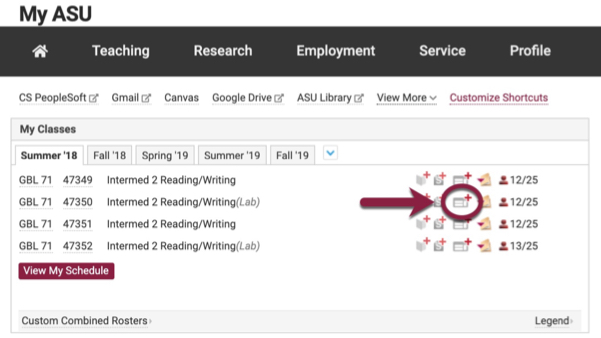 My ASU
Teaching Research Employment Service Profile
CS PeopleSoft Gmail Canvas Google Drive ASU Library View More Customize Shortcuts
My Classes
Summer '18 Fall '18 Spring '19 Summer '19 Fall '19
GBL 71 47349 Intermed 2 Reading/Writing 12/25
GBL 71 47350 Intermed 2 Reading/Writing(Lab) 12/25
GBL 71 47351 Intermed 2 Reading/Writing 12/25
GBL 71 47352 Intermed 2 Reading/Writing(Lab) 13/25
View My Schedule
Custom Combined Rosters› Legend›